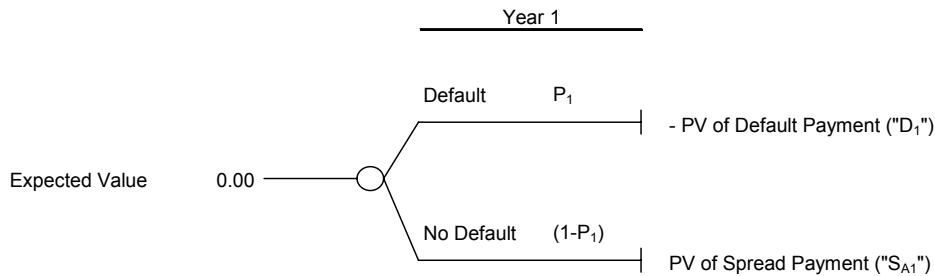 Year 1
Default P₁
- PV of Default Payment ("D₁")
Expected Value 0.00
No Default (1-P₁)
PV of Spread Payment ("S_A1")